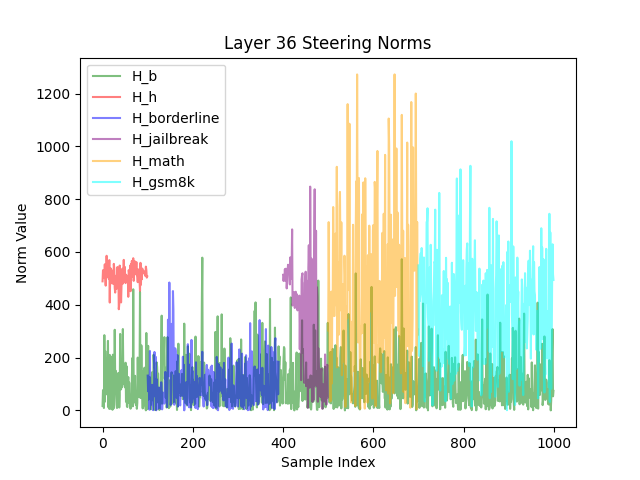 Layer 36 Steering Norms
H_b
H_h
H_borderline
H_jailbreak
H_math
H_gsm8k
Norm Value
1200
1000
800
600
400
200
0
0 200 400 600 800 1000
Sample Index